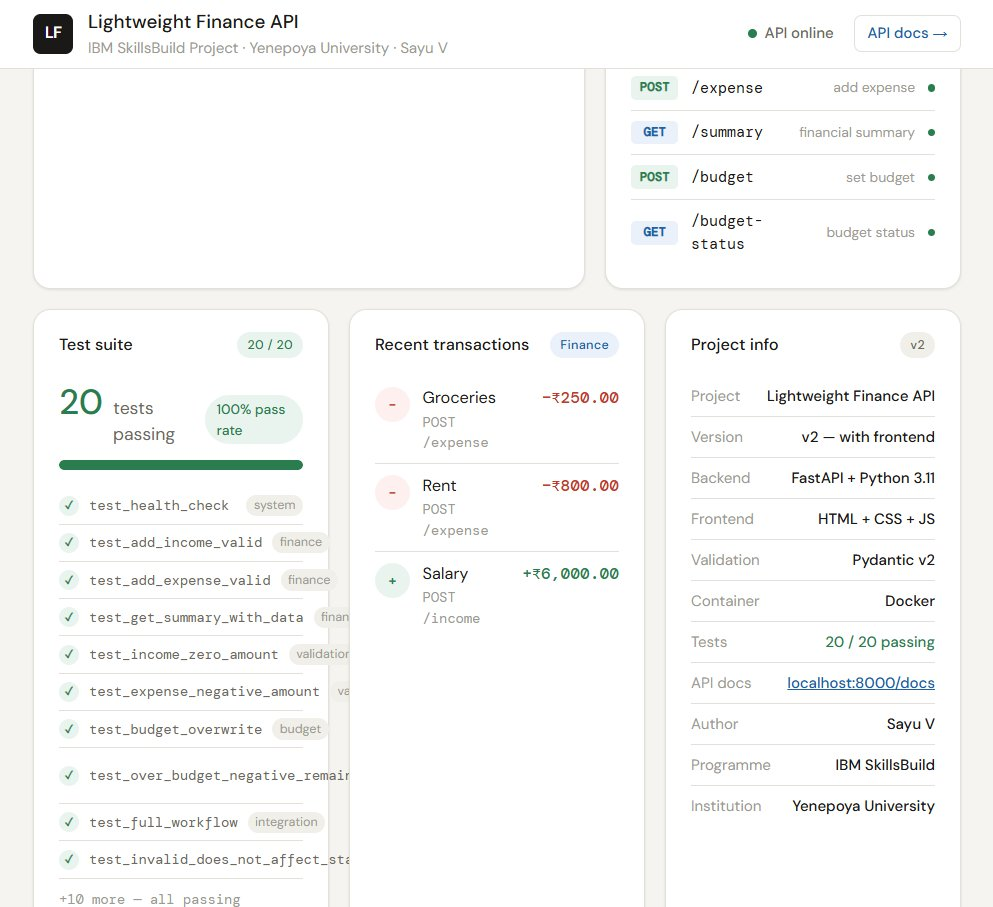 LF
Lightweight Finance API
IBM SkillsBuild Project · Yenepoya University · Sayu V
API online
API docs →
POST /expense add expense
GET /summary financial summary
POST /budget set budget
GET /budget-
status budget status
Test suite 20 / 20
20 tests
passing
100% pass
rate
✓ test_health_check system
✓ test_add_income_valid finance
✓ test_add_expense_valid finance
✓ test_get_summary_with_data finan
✓ test_income_zero_amount validation
✓ test_expense_negative_amount va
✓ test_budget_overwrite budget
✓ test_over_budget_negative_remain
✓ test_full_workflow integration
✓ test_invalid_does_not_affect_sta
+10 more — all passing
Recent transactions Finance
− Groceries −₹250.00
POST
/expense
− Rent −₹800.00
POST
/expense
+ Salary +₹6,000.00
POST
/income
Project info v2
Project Lightweight Finance API
Version v2 — with frontend
Backend FastAPI + Python 3.11
Frontend HTML + CSS + JS
Validation Pydantic v2
Container Docker
Tests 20 / 20 passing
API docs localhost:8000/docs
Author Sayu V
Programme IBM SkillsBuild
Institution Yenepoya University